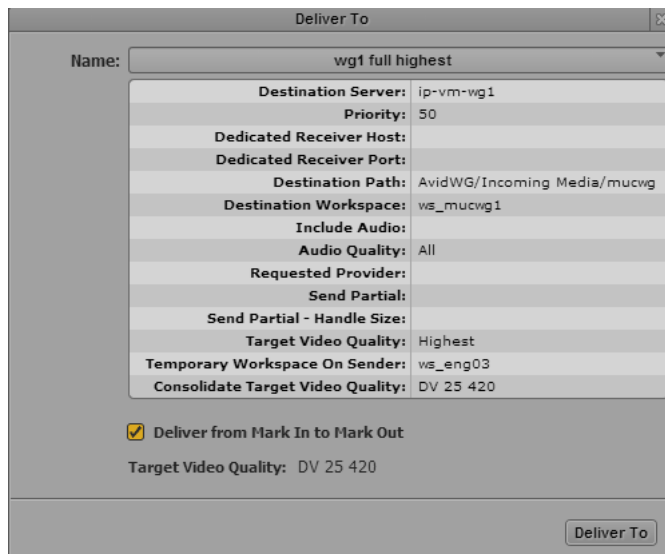 Deliver To
Name: wg1 full highest
Destination Server: ip-vm-wg1
Priority: 50
Dedicated Receiver Host:
Dedicated Receiver Port:
Destination Path: AvidWG/Incoming Media/mucwg
Destination Workspace: ws_mucwg1
Include Audio:
Audio Quality: All
Requested Provider:
Send Partial:
Send Partial - Handle Size:
Target Video Quality: Highest
Temporary Workspace On Sender: ws_eng03
Consolidate Target Video Quality: DV 25 420
Deliver from Mark In to Mark Out
Target Video Quality: DV 25 420
Deliver To